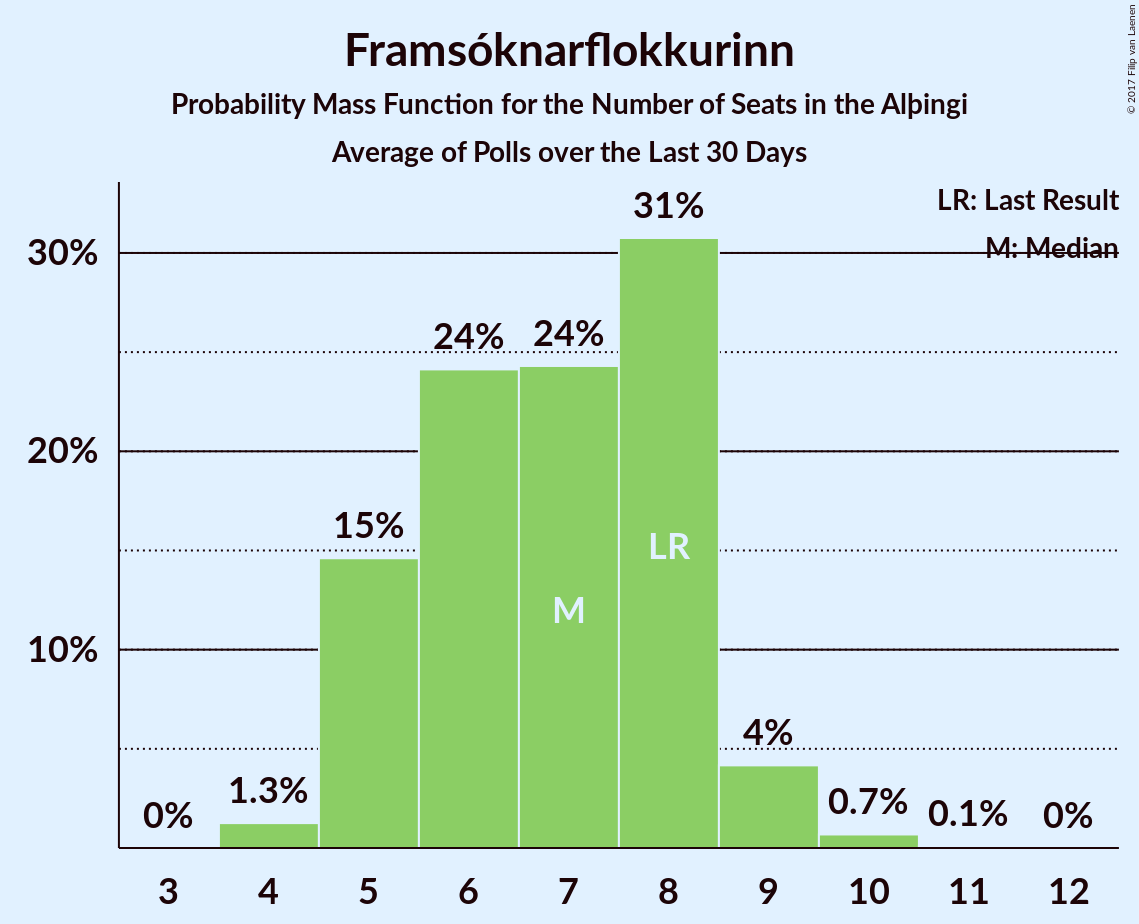 Framsóknarflokkurinn
Probability Mass Function for the Number of Seats in the Alþingi
Average of Polls over the Last 30 Days
© 2017 Filip van Laenen
LR: Last Result
M: Median
31%
30%
24%
24%
20%
15%
LR
M
10%
4%
1.3%
0.7%
0.1%
0%
0%
3 4 5 6 7 8 9 10 11 12